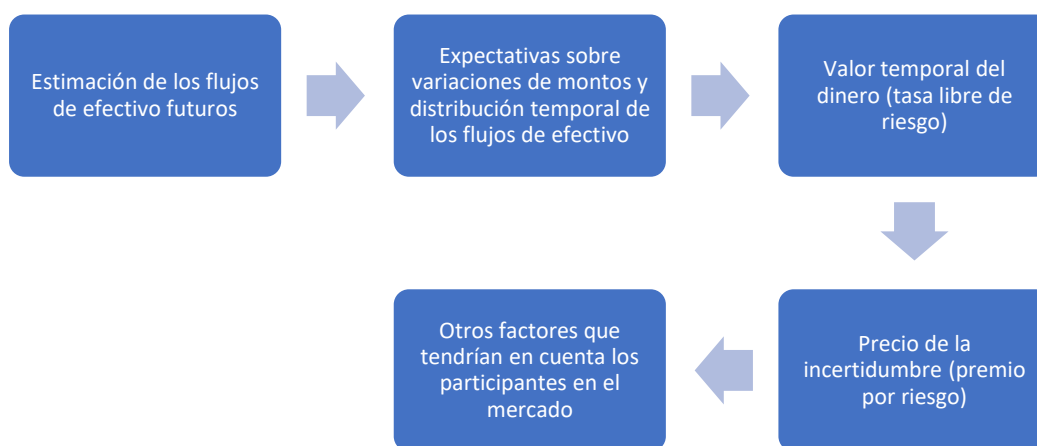 Estimación de los flujos
de efectivo futuros
Expectativas sobre
variaciones de montos y
distribución temporal de
los flujos de efectivo
Valor temporal del
dinero (tasa libre de
riesgo)
Precio de la
incertidumbre (premio
por riesgo)
Otros factores que
tendrían en cuenta los
participantes en el
mercado